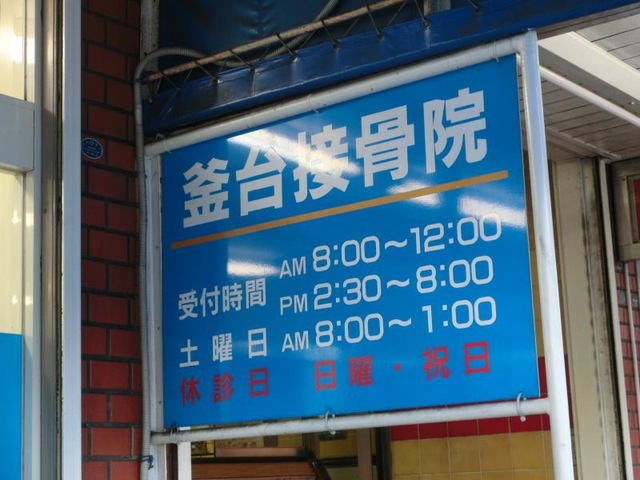 釜台接骨院
受付時間 AM 8:00～12:00
PM 2:30～8:00
土曜日 AM 8:00～1:00
休診日 日曜・祝日